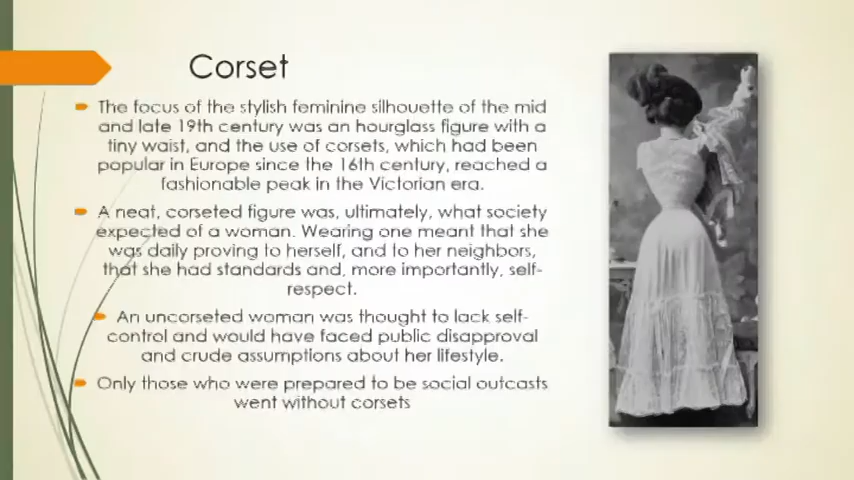 Corset
The focus of the stylish feminine silhouette of the mid
and late 19th century was an hourglass figure with a
tiny waist, and the use of corsets, which had been
popular in Europe since the 16th century, reached a
fashionable peak in the Victorian era.
A neat, corseted figure was, ultimately, what society
expected of a woman. Wearing one meant that she
was daily proving to herself, and to her neighbors,
that she had standards and, more importantly, self-
respect.
An uncorseted woman was thought to lack self-
control and would have faced public disapproval
and crude assumptions about her lifestyle.
Only those who were prepared to be social outcasts
went without corsets